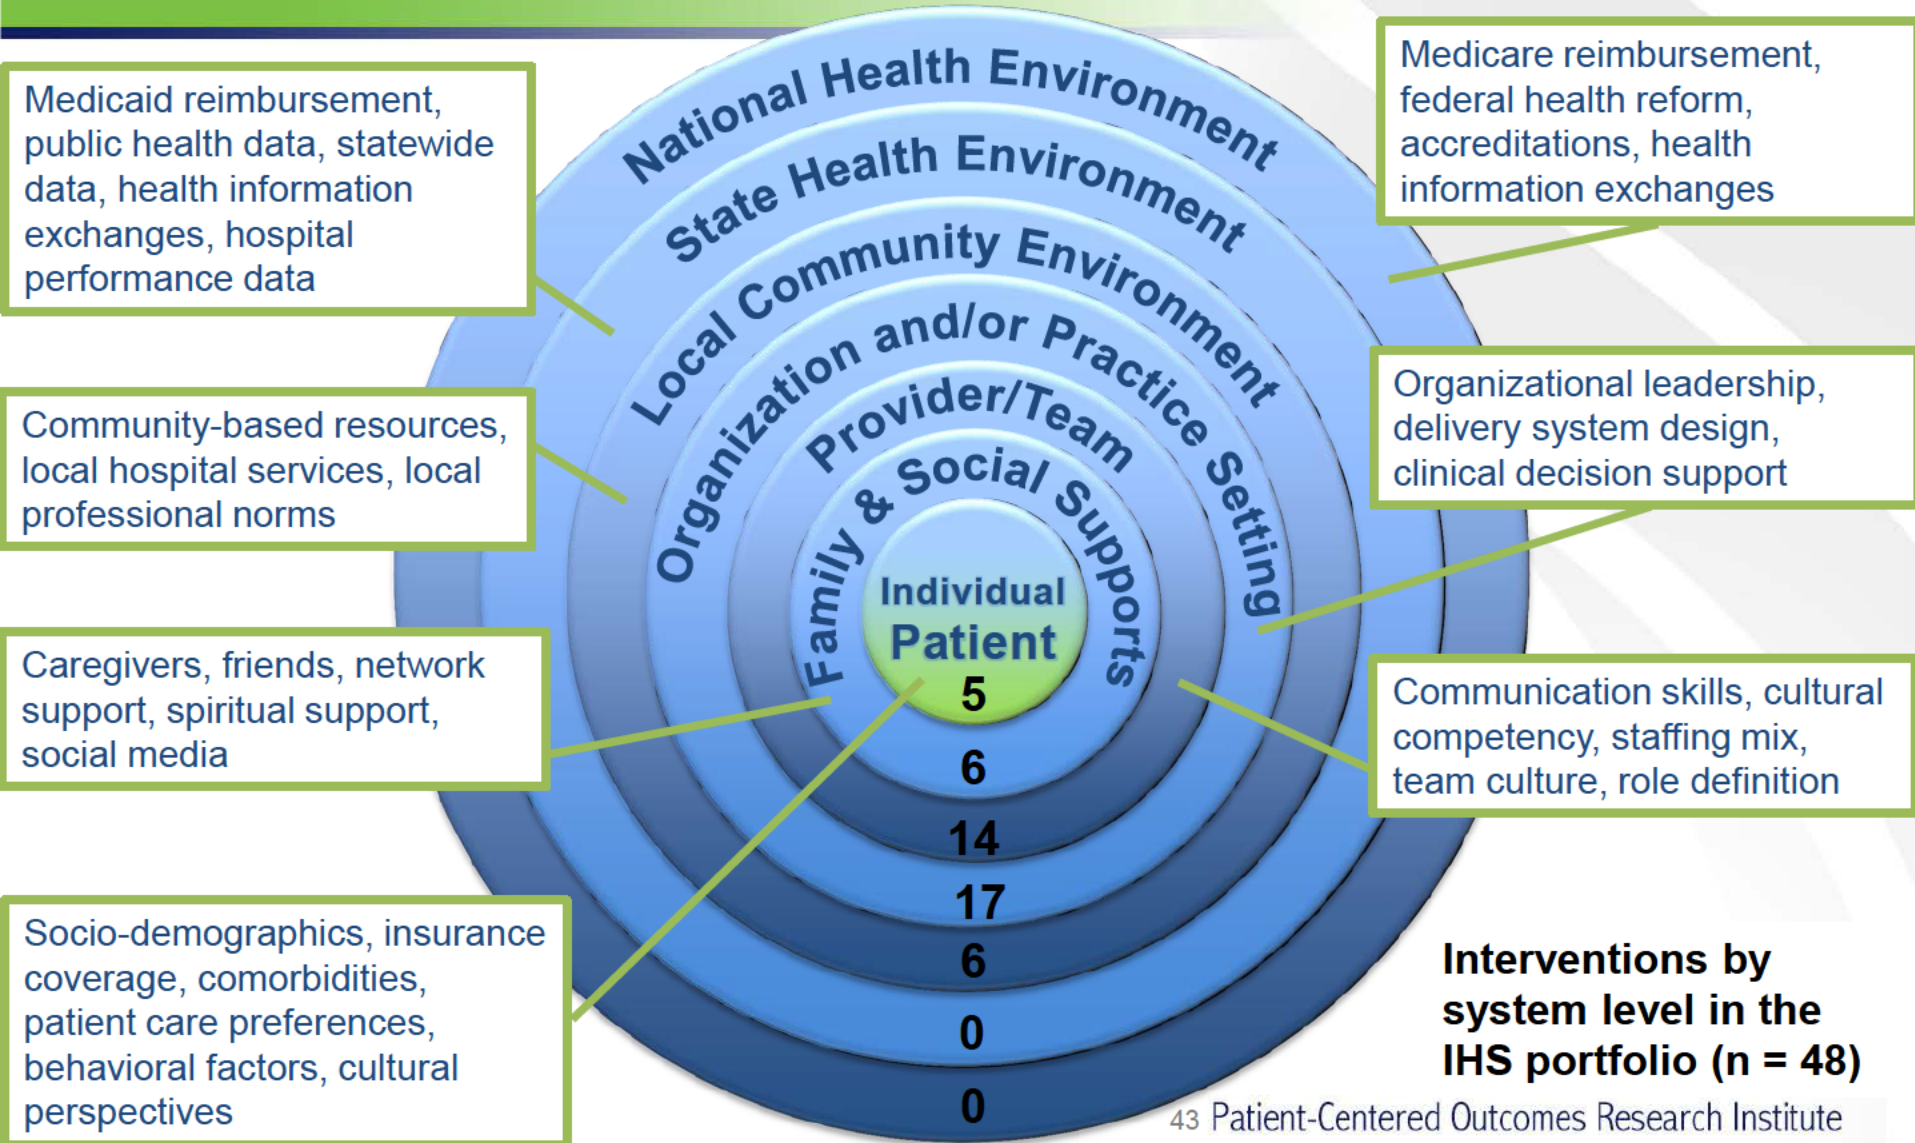 National Health Environment
State Health Environment
Local Community Environment
Organization and/or Practice Setting
Provider/Team
Family & Social Supports
Individual
Patient
5
6
14
17
6
0
0
Medicaid reimbursement,
public health data, statewide
data, health information
exchanges, hospital
performance data
Community-based resources,
local hospital services, local
professional norms
Caregivers, friends, network
support, spiritual support,
social media
Socio-demographics, insurance
coverage, comorbidities,
patient care preferences,
behavioral factors, cultural
perspectives
Medicare reimbursement,
federal health reform,
accreditations, health
information exchanges
Organizational leadership,
delivery system design,
clinical decision support
Communication skills, cultural
competency, staffing mix,
team culture, role definition
Interventions by
system level in the
IHS portfolio (n = 48)
43 Patient-Centered Outcomes Research Institute